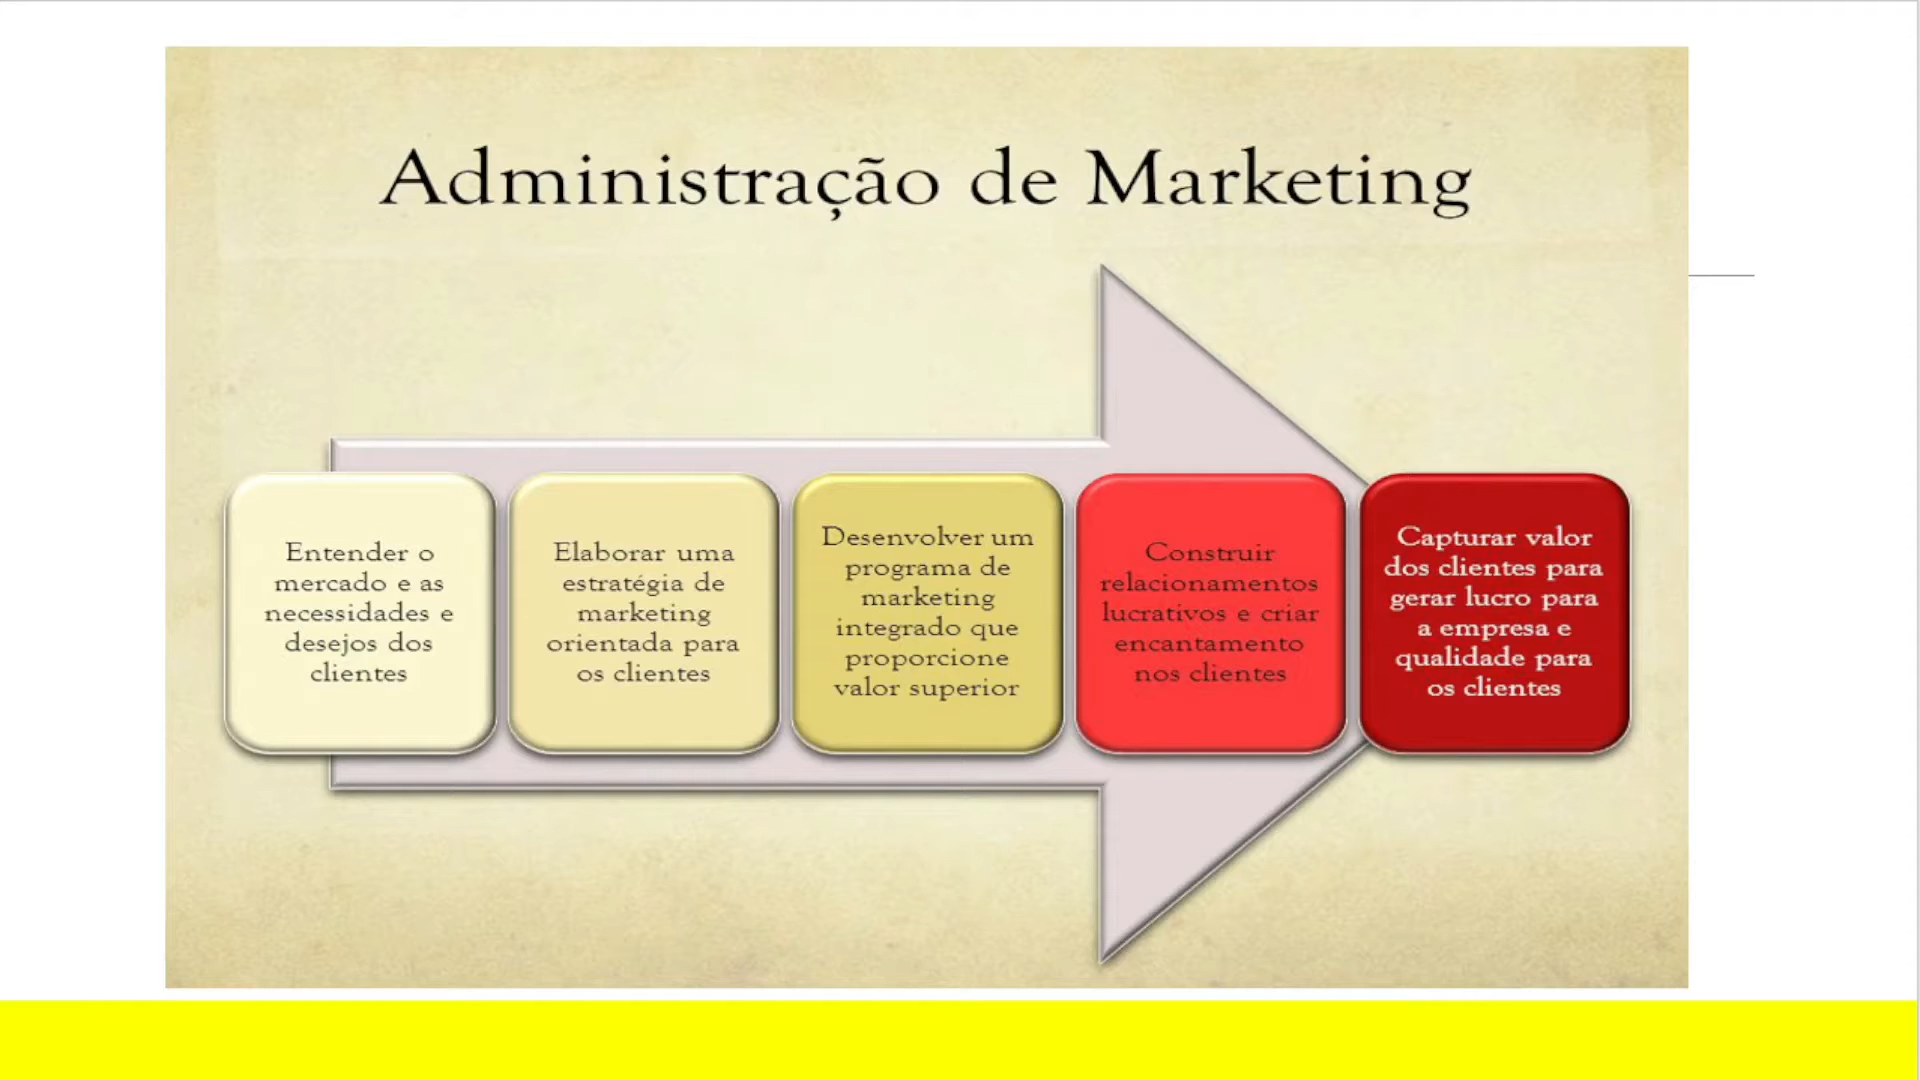 Administração de Marketing
Entender o
mercado e as
necessidades e
desejos dos
clientes
Elaborar uma
estratégia de
marketing
orientada para
os clientes
Desenvolver um
programa de
marketing
integrado que
proporcione
valor superior
Construir
relacionamentos
lucrativos e criar
encantamento
nos clientes
Capturar valor
dos clientes para
gerar lucro para
a empresa e
qualidade para
os clientes